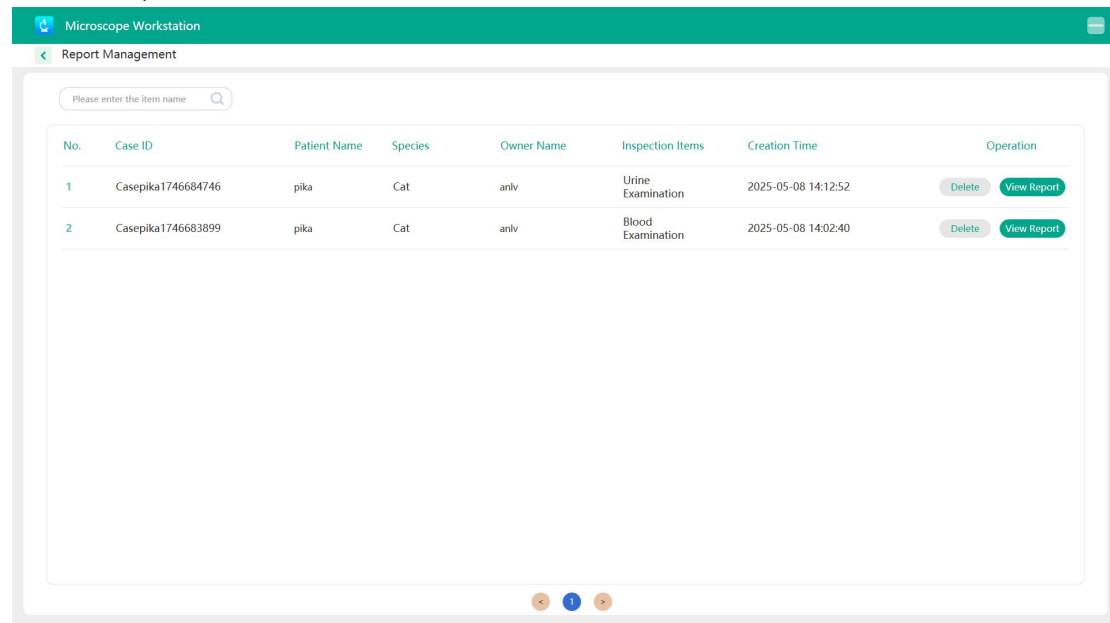 Microscope Workstation
Report Management
Please enter the item name
No. Case ID Patient Name Species Owner Name Inspection Items Creation Time Operation
1 Casepika1746684746 pika Cat anlv Urine Examination 2025-05-08 14:12:52 Delete View Report
2 Casepika1746683899 pika Cat anlv Blood Examination 2025-05-08 14:02:40 Delete View Report
< 1 >